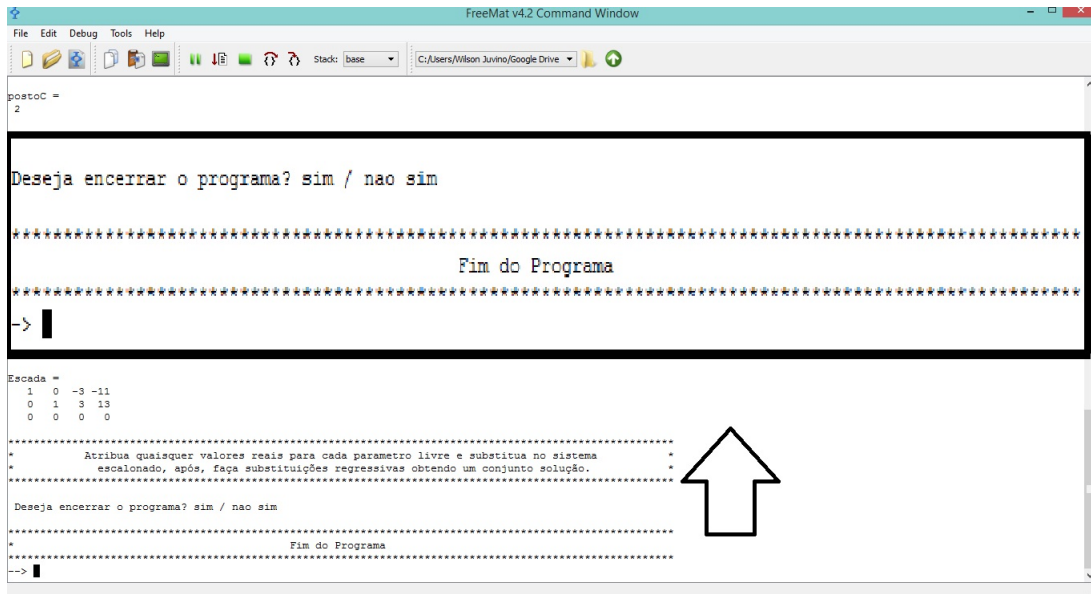 FreeMat v4.2 Command Window
File Edit Debug Tools Help
Stack: base C:/Users/Wilson Juvino/Google Drive
postoC =
2
Deseja encerrar o programa? sim / nao sim
****************************************************************************************************
Fim do Programa
****************************************************************************************************
-> 
Escada =
1 0 -3 -11
0 1 3 13
0 0 0 0
*********************************************************************************************************
* Atribua quaisquer valores reais para cada parametro livre e substitua no sistema *
* escalonado, após, faça substituições regressivas obtendo um conjunto solução. *
*********************************************************************************************************
Deseja encerrar o programa? sim / nao sim
*********************************************************************************************************
* Fim do Programa
*********************************************************************************************************
-->